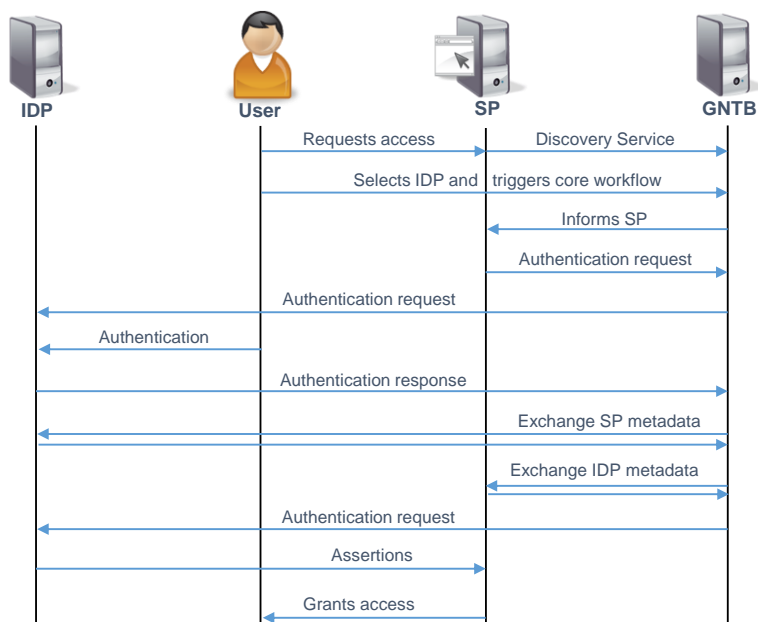 IDP
User
SP
GNTB
Requests access
Discovery Service
Selects IDP and triggers core workflow
Informs SP
Authentication request
Authentication request
Authentication
Authentication response
Exchange SP metadata
Exchange IDP metadata
Authentication request
Assertions
Grants access